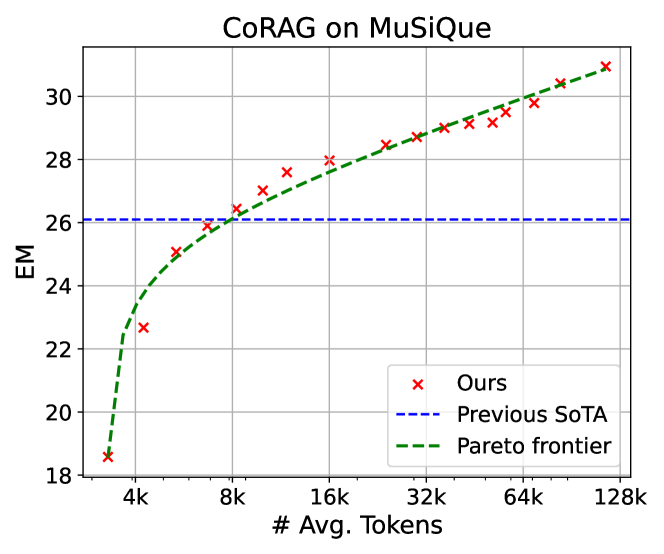 CoRAG on MuSiQue
EM
30
28
26
24
22
20
18
Ours
Previous SoTA
Pareto frontier
4k 8k 16k 32k 64k 128k
# Avg. Tokens